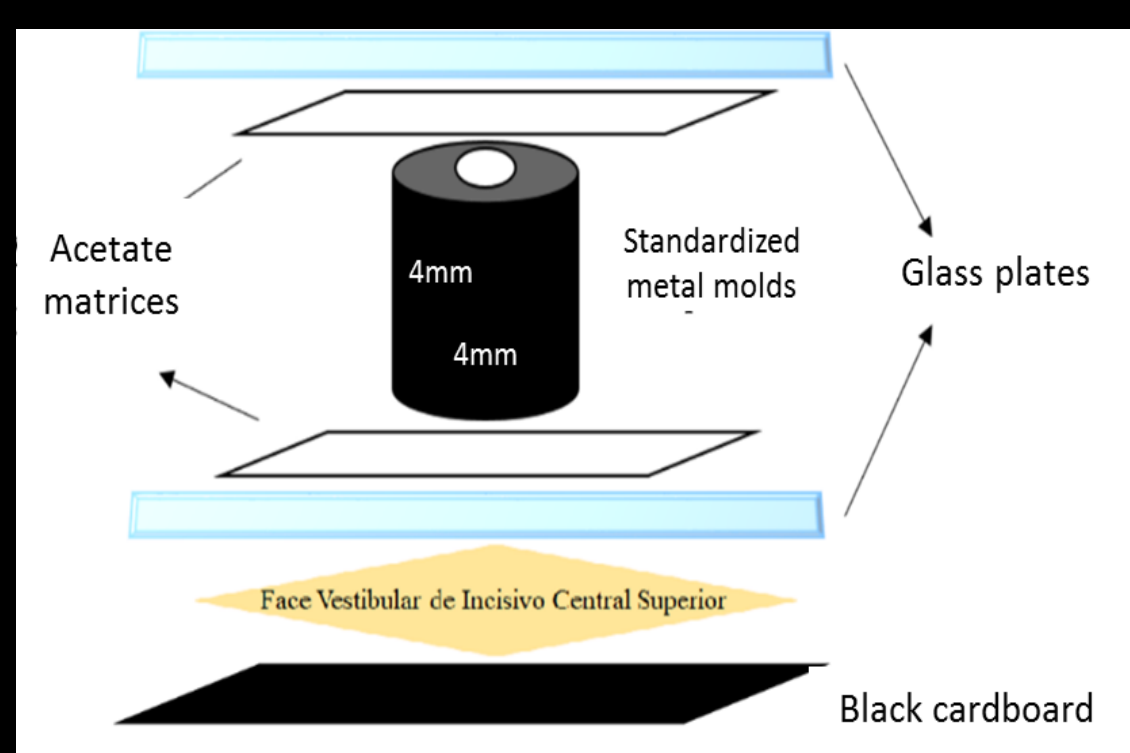 Acetate
matrices
4mm
4mm
Standardized
metal molds
Glass plates
Face Vestibular de Incisivo Central Superior
Black cardboard